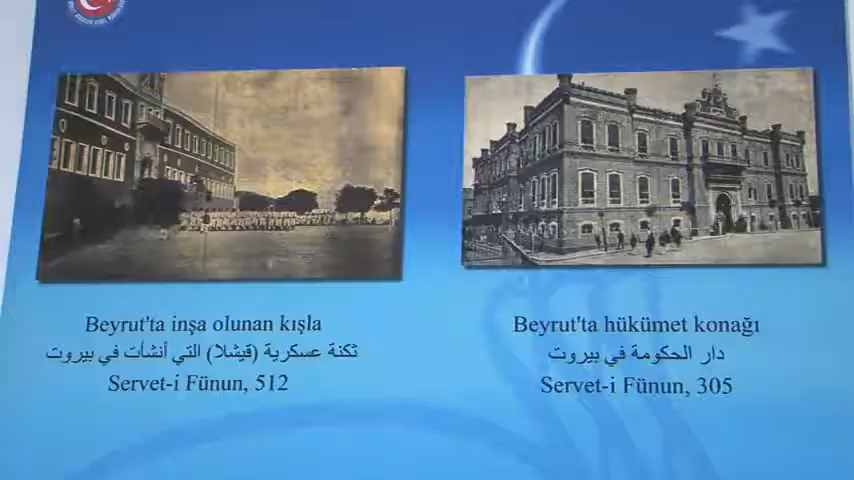 Beyrut'ta inşa olunan kışla
ثكنة عسكرية (قيشلا) التي أنشأت في بيروت
Servet-i Fünun, 512
Beyrut'ta hükümet konağı
دار الحكومة في بيروت
Servet-i Fünun, 305